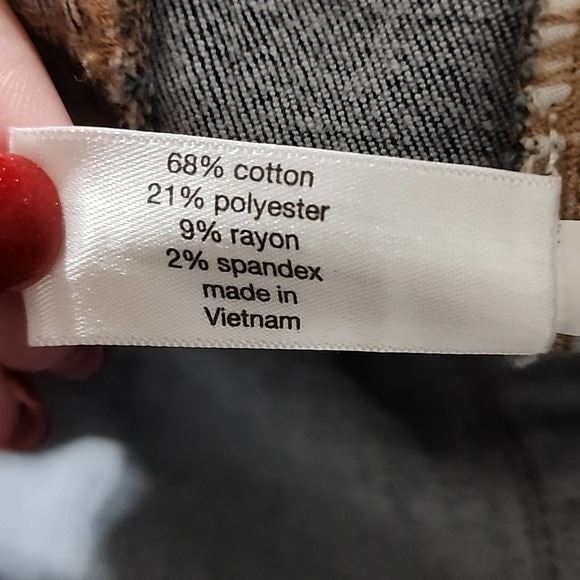 68% cotton
21% polyester
9% rayon
2% spandex
made in
Vietnam